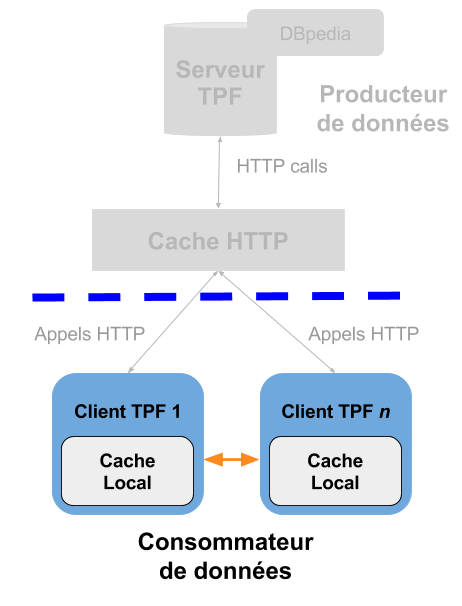 DBpedia
Serveur
TPF
Producteur
de données
HTTP calls
Cache HTTP
Appels HTTP
Appels HTTP
Client TPF 1
Client TPF n
Cache
Local
Cache
Local
Consommateur
de données